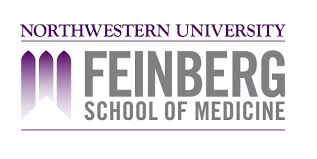 NORTHWESTERN UNIVERSITY
FEINBERG
SCHOOL OF MEDICINE